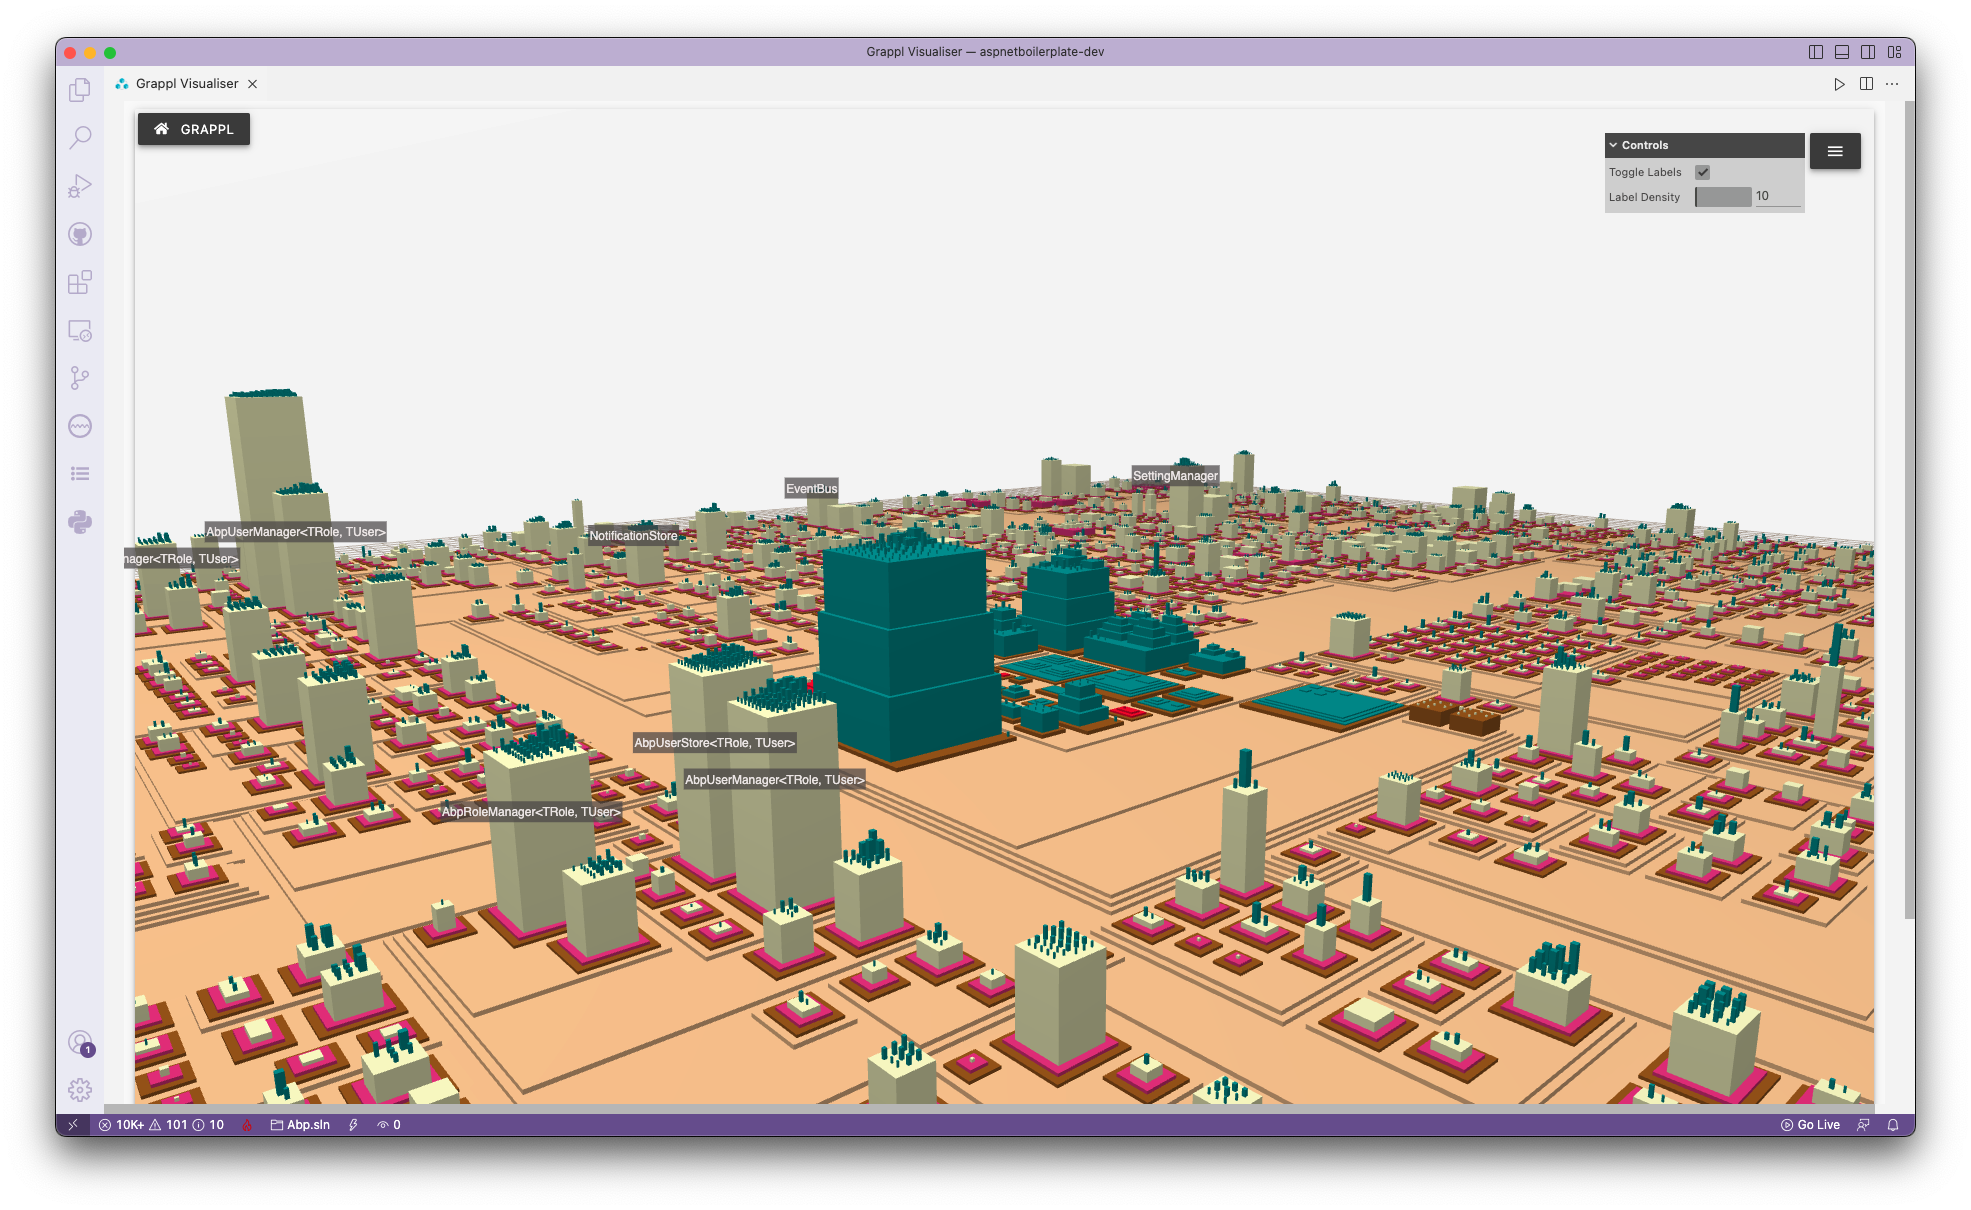 Grappl Visualiser — aspnetboilerplate-dev
Grappl Visualiser
GRAPPL
Controls
Toggle Labels
Label Density 10
SettingManager
EventBus
AbpUserManager<TRole, TUser>
NotificationStore
nager<TRole, TUser>
AbpUserStore<TRole, TUser>
AbpUserManager<TRole, TUser>
AbpRoleManager<TRole, TUser>
1
10K+ 101 10 Abp.sln 0 Go Live